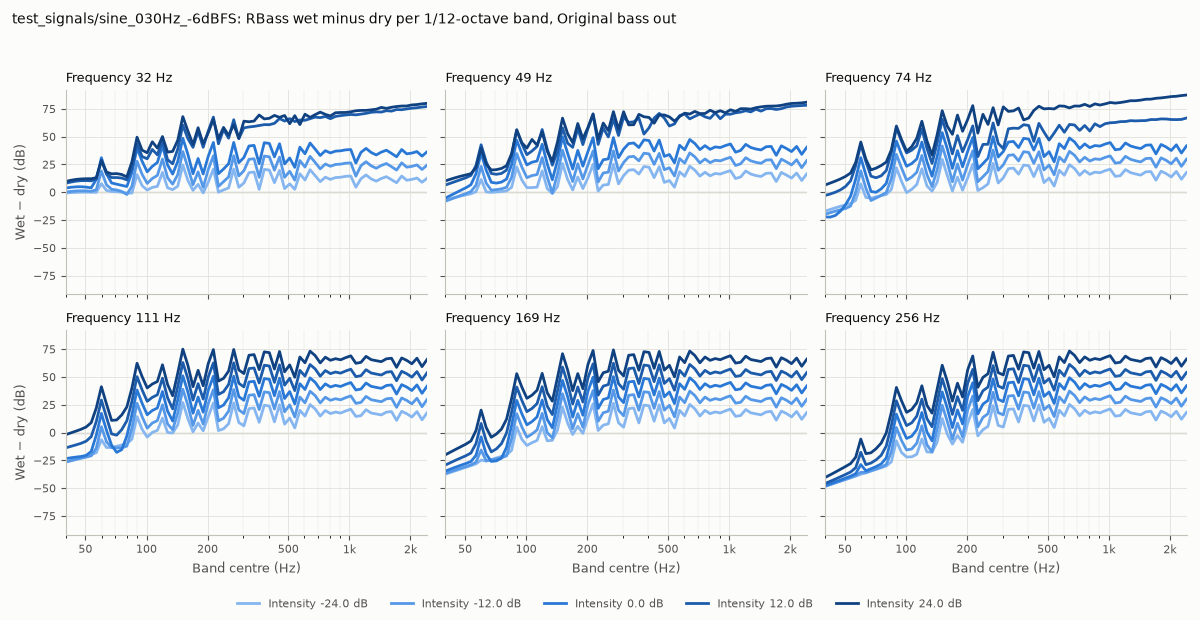 test_signals/sine_030Hz_-6dBFS: RBass wet minus dry per 1/12-octave band, Original bass out
Frequency 32 Hz
Frequency 49 Hz
Frequency 74 Hz
Wet − dry (dB)
75
50
25
0
−25
−50
−75
Frequency 111 Hz
Frequency 169 Hz
Frequency 256 Hz
Wet − dry (dB)
75
50
25
0
−25
−50
−75
50 100 200 500 1k 2k
50 100 200 500 1k 2k
50 100 200 500 1k 2k
Band centre (Hz)
Band centre (Hz)
Band centre (Hz)
Intensity -24.0 dB
Intensity -12.0 dB
Intensity 0.0 dB
Intensity 12.0 dB
Intensity 24.0 dB